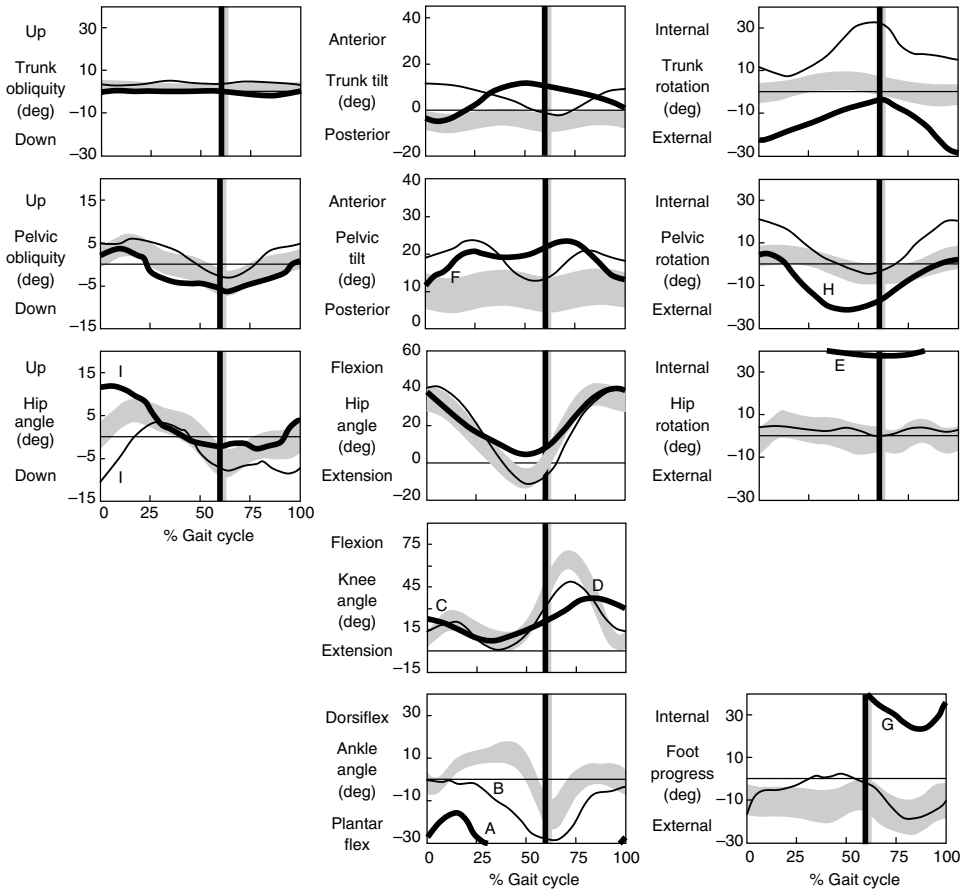 Up
Trunk
obliquity
(deg)
Down
30
10
−10
−30
Anterior
Trunk tilt
(deg)
Posterior
40
20
0
−20
Internal
Trunk
rotation
(deg)
External
30
10
−10
−30
Up
Pelvic
obliquity
(deg)
Down
15
5
−5
−15
Anterior
Pelvic
tilt
(deg)
Posterior
40
30
20
10
0
F
Internal
Pelvic
rotation
(deg)
External
30
10
−10
−30
H
Up
Hip
angle
(deg)
Down
15
5
−5
−15
I
I
0 25 50 75 100
% Gait cycle
Flexion
Hip
angle
(deg)
Extension
60
40
20
0
−20
Internal
Hip
rotation
(deg)
External
30
10
−10
−30
E
Flexion
Knee
angle
(deg)
Extension
75
45
15
−15
C
D
Dorsiflex
Ankle
angle
(deg)
Plantar
flex
30
10
−10
−30
B
A
0 25 50 75 100
% Gait cycle
Internal
Foot
progress
(deg)
External
30
10
−10
−30
G
0 25 50 75 100
% Gait cycle